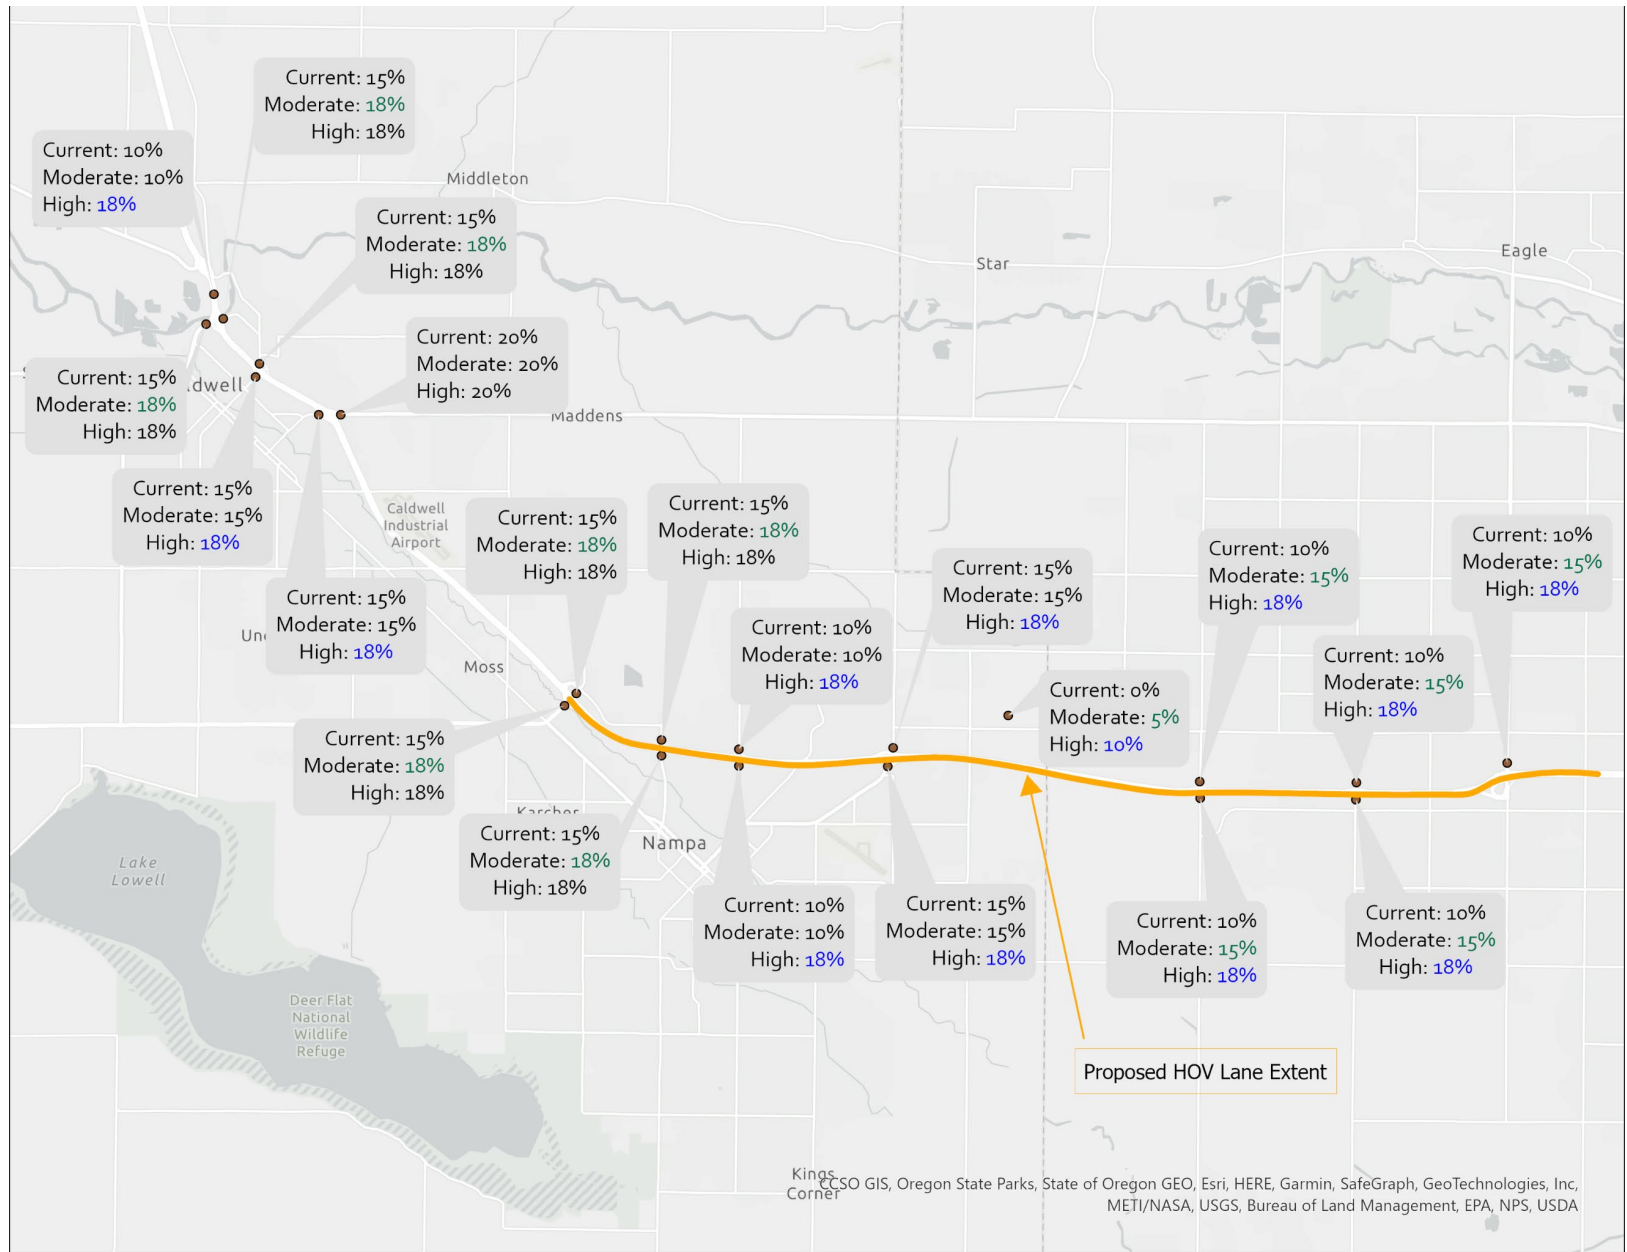 Current: 15%
Moderate: 18%
High: 18%
Current: 10%
Moderate: 10%
High: 18%
Middleton
Current: 15%
Moderate: 18%
High: 18%
Star
Eagle
Current: 20%
Moderate: 20%
High: 20%
Current: 15%
Moderate: 18%
High: 18%
ldwell
Maddens
Current: 15%
Moderate: 15%
High: 18%
Caldwell
Industrial
Airport
Current: 15%
Moderate: 18%
High: 18%
Current: 15%
Moderate: 18%
High: 18%
Current: 15%
Moderate: 15%
High: 18%
Current: 10%
Moderate: 15%
High: 18%
Current: 10%
Moderate: 15%
High: 18%
Current: 15%
Moderate: 15%
High: 18%
Moss
Current: 10%
Moderate: 10%
High: 18%
Current: 0%
Moderate: 5%
High: 10%
Current: 10%
Moderate: 15%
High: 18%
Current: 15%
Moderate: 18%
High: 18%
Karcher
Nampa
Current: 15%
Moderate: 18%
High: 18%
Lake
Lowell
Current: 10%
Moderate: 10%
High: 18%
Current: 15%
Moderate: 15%
High: 18%
Current: 10%
Moderate: 15%
High: 18%
Current: 10%
Moderate: 15%
High: 18%
Deer Flat
National
Wildlife
Refuge
Proposed HOV Lane Extent
Kings
Corner
CCSO GIS, Oregon State Parks, State of Oregon GEO, Esri, HERE, Garmin, SafeGraph, GeoTechnologies, Inc,
METI/NASA, USGS, Bureau of Land Management, EPA, NPS, USDA